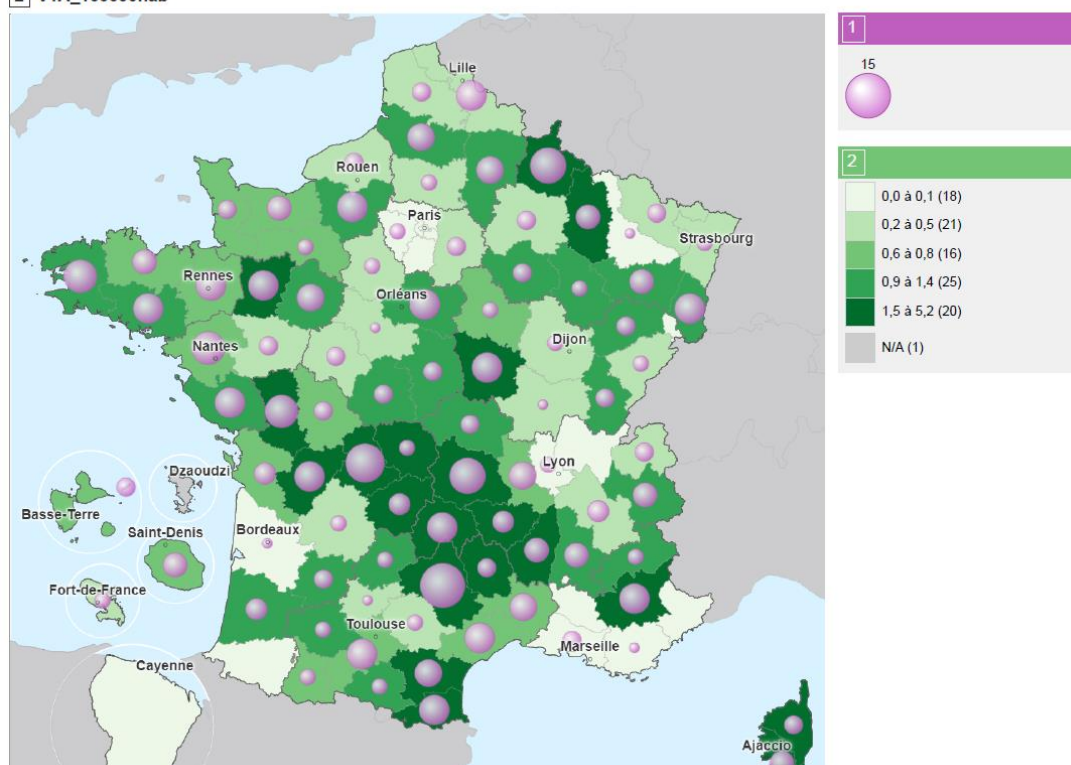 2
Lille
Rouen
Paris
Strasbourg
Rennes
Orléans
Nantes
Dijon
Lyon
Dzaoudzi
Basse-Terre
Saint-Denis
Bordeaux
Fort-de-France
Toulouse
Marseille
Cayenne
Ajaccio
1
15
2
0,0 à 0,1 (18)
0,2 à 0,5 (21)
0,6 à 0,8 (16)
0,9 à 1,4 (25)
1,5 à 5,2 (20)
N/A (1)